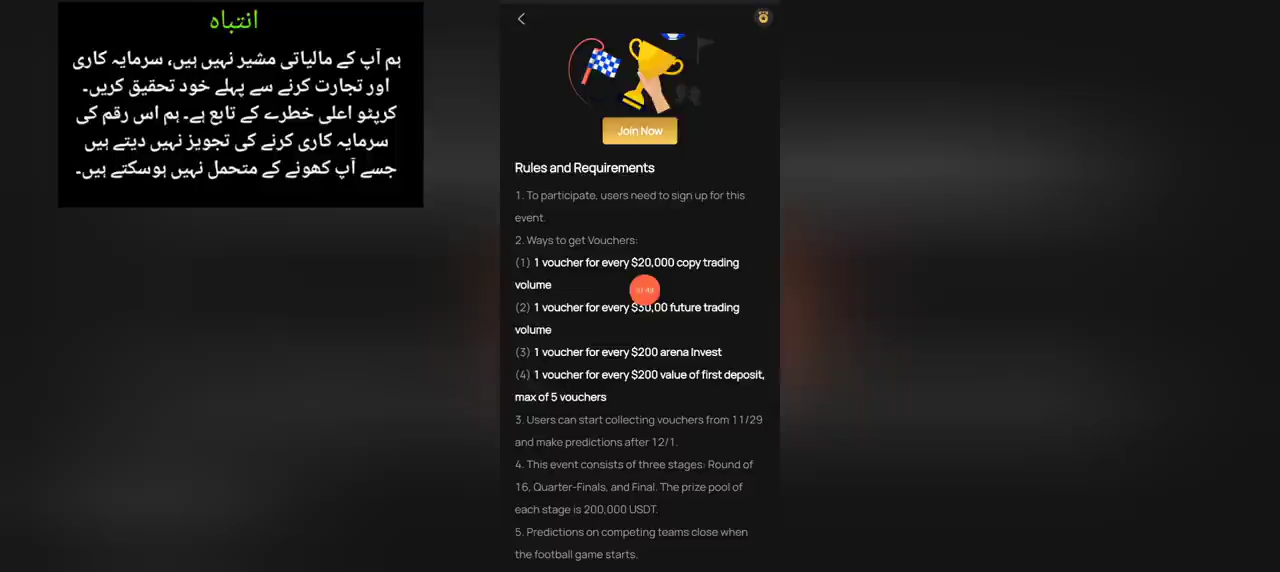 انتباہ
ہم آپ کے مالیاتی مشیر نہیں ہیں، سرمایہ کاری
اور تجارت کرنے سے پہلے خود تحقیق کریں۔
کرپٹو اعلی خطرے کے تابع ہے۔ ہم اس رقم کی
سرمایہ کاری کرنے کی تجویز نہیں دیتے ہیں
جسے آپ کھونے کے متحمل نہیں ہوسکتے ہیں۔
Join Now
Rules and Requirements
1. To participate, users need to sign up for this
event.
2. Ways to get Vouchers:
(1) 1 voucher for every $20,000 copy trading
volume
(2) 1 voucher for every $30,00 future trading
volume
(3) 1 voucher for every $200 arena Invest
(4) 1 voucher for every $200 value of first deposit,
max of 5 vouchers
3. Users can start collecting vouchers from 11/29
and make predictions after 12/1.
4. This event consists of three stages: Round of
16, Quarter-Finals, and Final. The prize pool of
each stage is 200,000 USDT.
5. Predictions on competing teams close when
the football game starts.